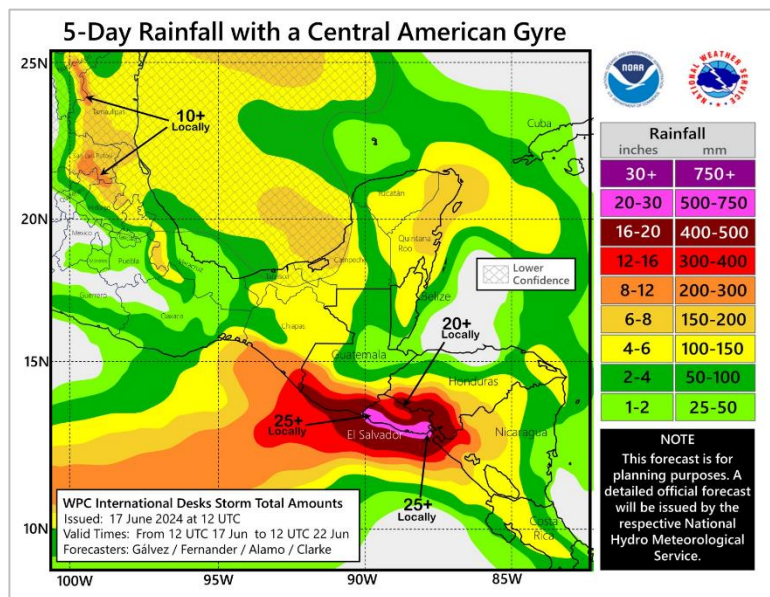 5-Day Rainfall with a Central American Gyre
25N
20N
15N
10N
100W
95W
90W
85W
10+
Locally
Tamaulipas
San Luis Potosí
Cuba
Yucatán
Quintana
Roo
Campeche
Mexico
Puebla
Veracruz
Tabasco
Guerrero
Oaxaca
Chiapas
Belize
Lower
Confidence
20+
Locally
Guatemala
Honduras
25+
Locally
El Salvador
Nicaragua
25+
Locally
Costa
Rica
WPC International Desks Storm Total Amounts
Issued: 17 June 2024 at 12 UTC
Valid Times: From 12 UTC 17 Jun to 12 UTC 22 Jun
Forecasters: Gálvez / Fernander / Alamo / Clarke
NOAA
NATIONAL WEATHER SERVICE
Rainfall
inches mm
30+ 750+
20-30 500-750
16-20 400-500
12-16 300-400
8-12 200-300
6-8 150-200
4-6 100-150
2-4 50-100
1-2 25-50
NOTE
This forecast is for
planning purposes. A
detailed official forecast
will be issued by the
respective National
Hydro Meteorological
Service.